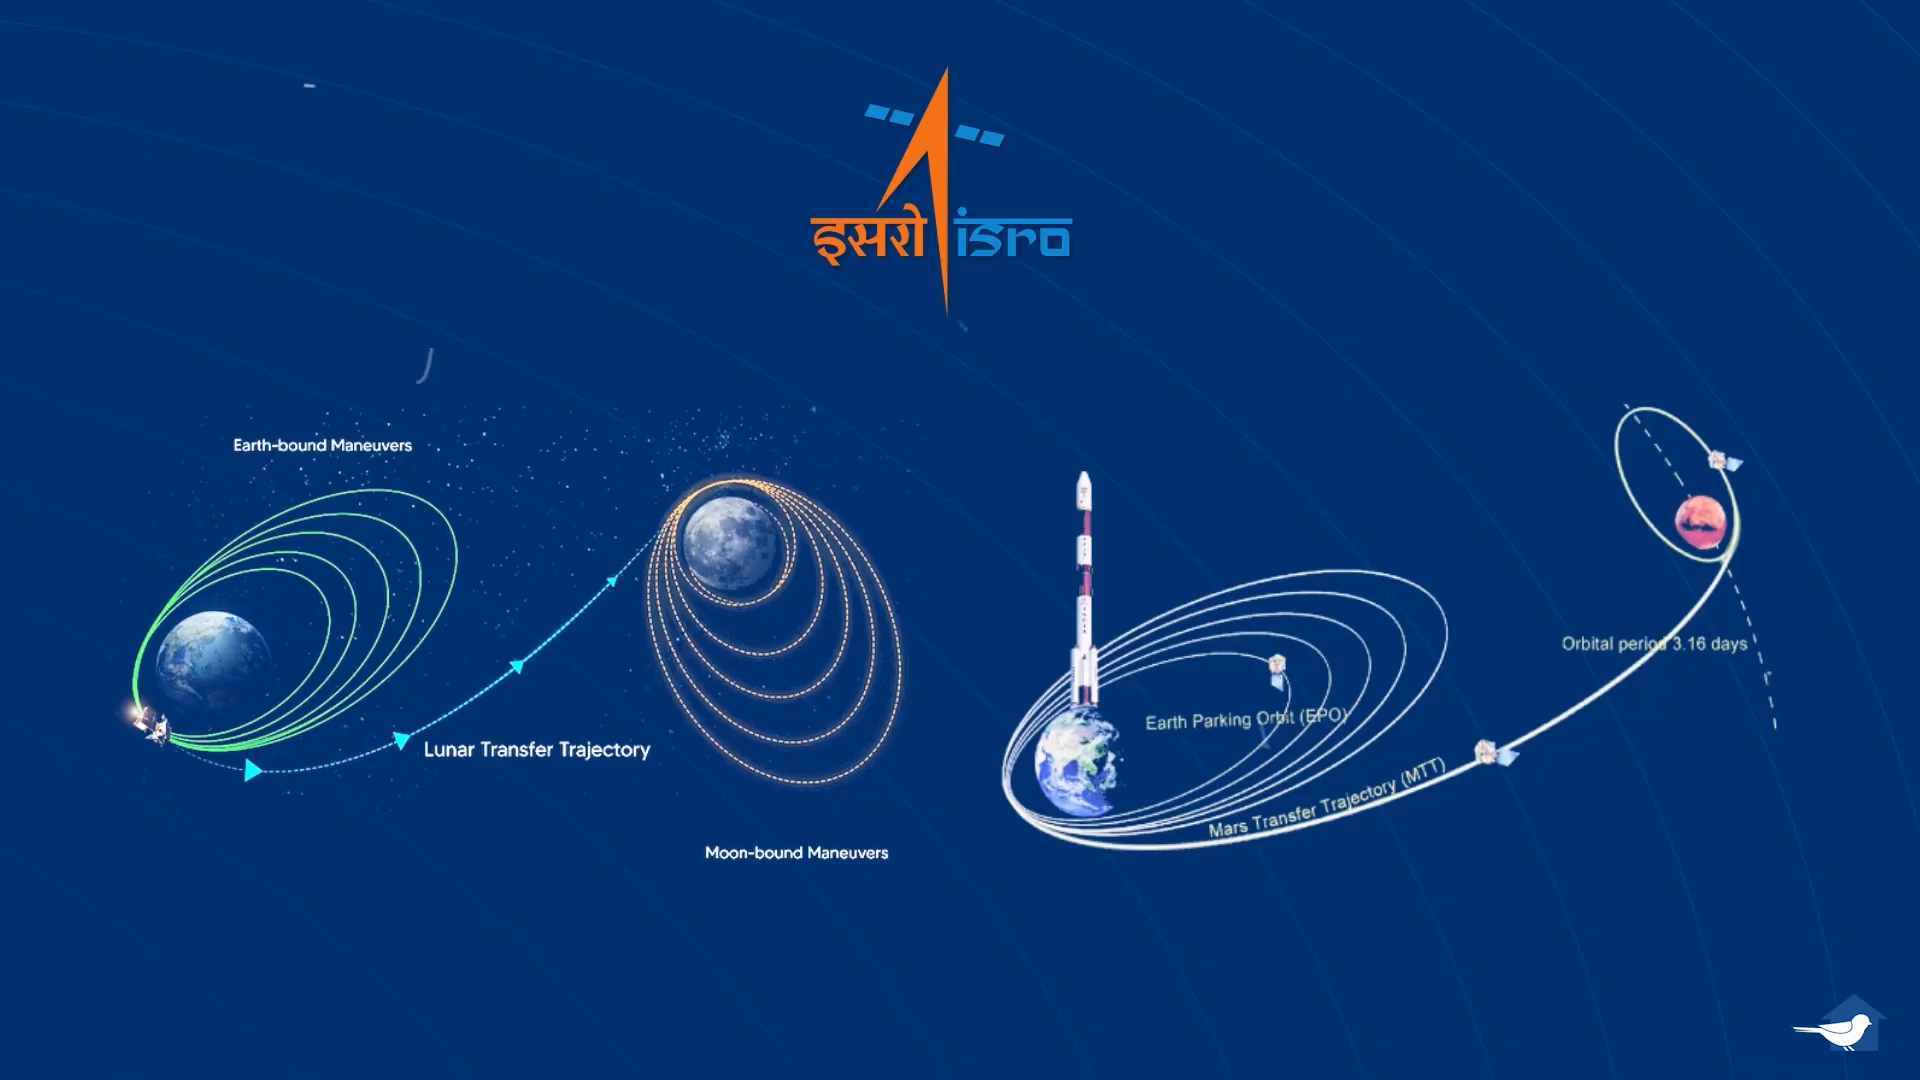 इसरो isro
Earth-bound Maneuvers
Lunar Transfer Trajectory
Moon-bound Maneuvers
Orbital period 3.16 days
Earth Parking Orbit (EPO)
Mars Transfer Trajectory (MTT)